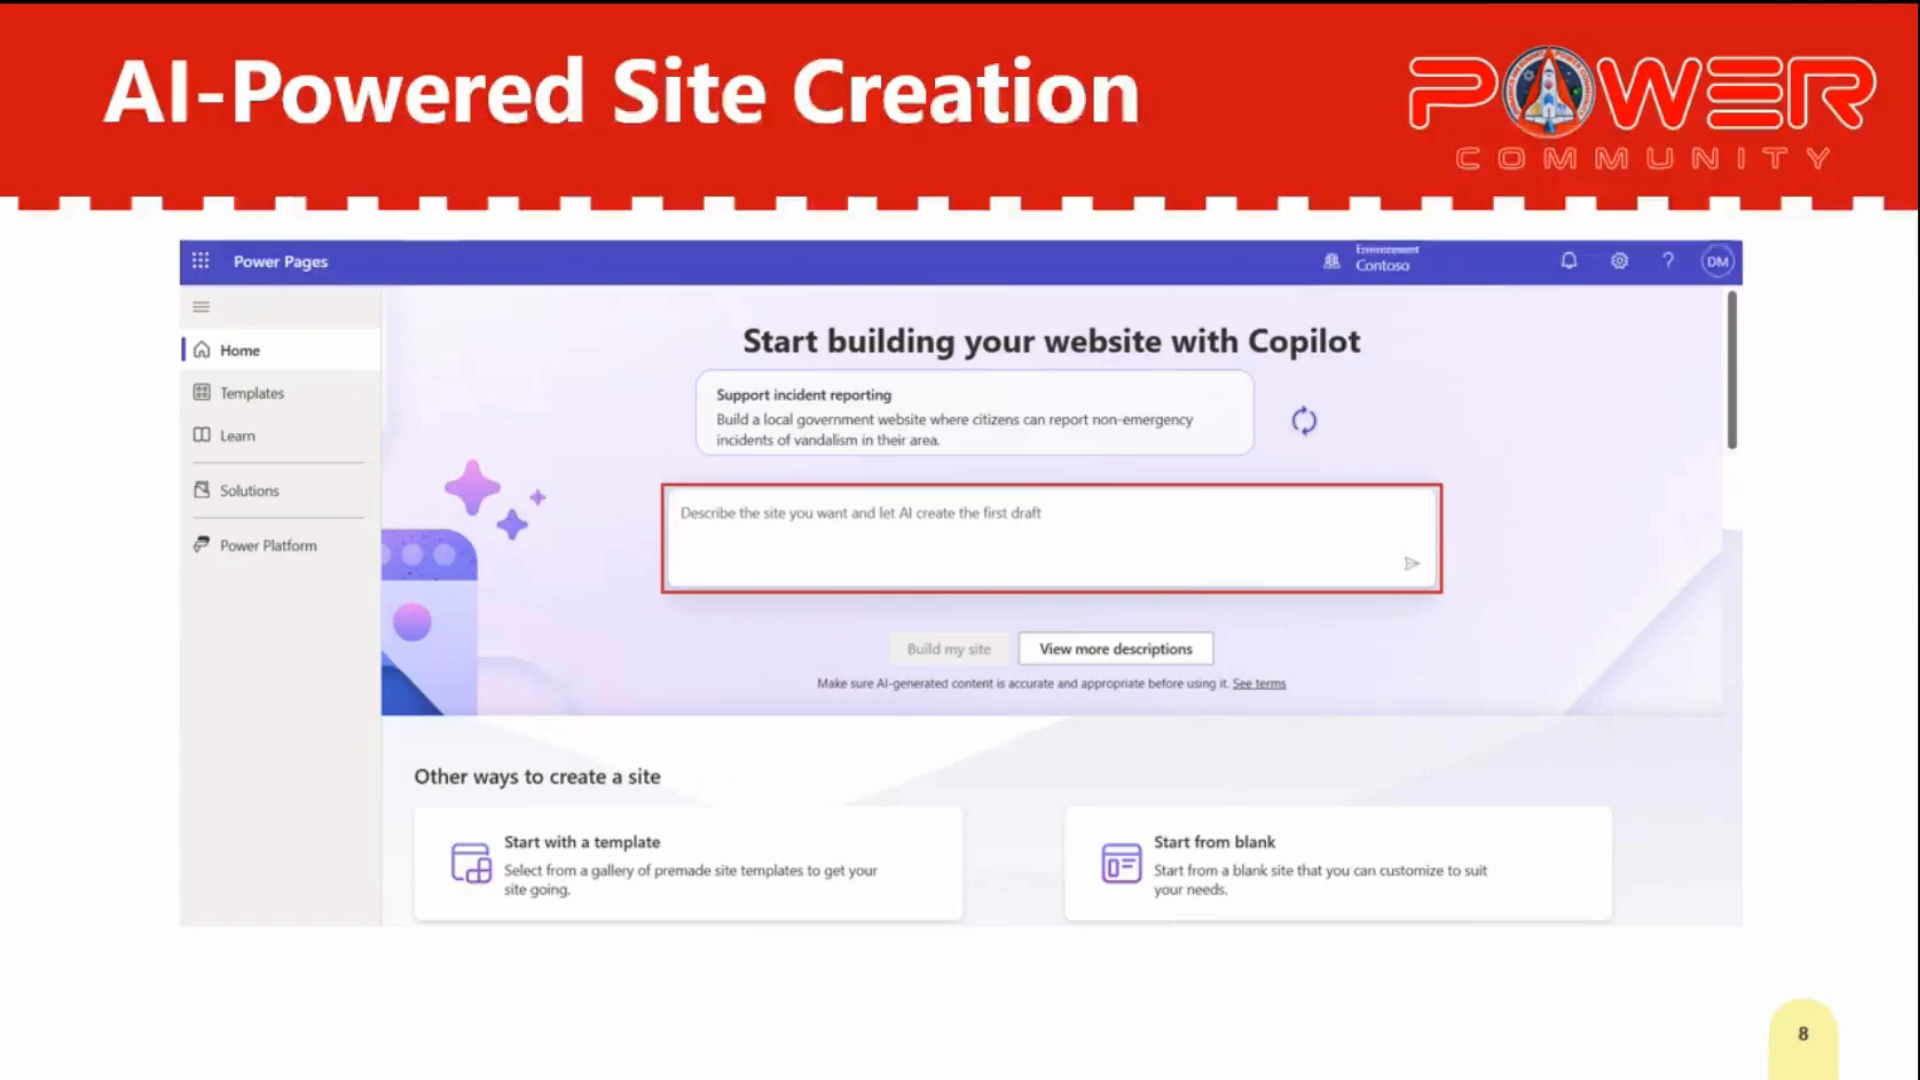 AI-Powered Site Creation
POWER
COMMUNITY
Power Pages
Environment
Contoso
?
DM
Home
Templates
Learn
Solutions
Power Platform
Start building your website with Copilot
Support incident reporting
Build a local government website where citizens can report non-emergency
incidents of vandalism in their area.
Describe the site you want and let AI create the first draft
Build my site
View more descriptions
Make sure AI-generated content is accurate and appropriate before using it. See terms
Other ways to create a site
Start with a template
Select from a gallery of premade site templates to get your
site going.
Start from blank
Start from a blank site that you can customize to suit
your needs.
8